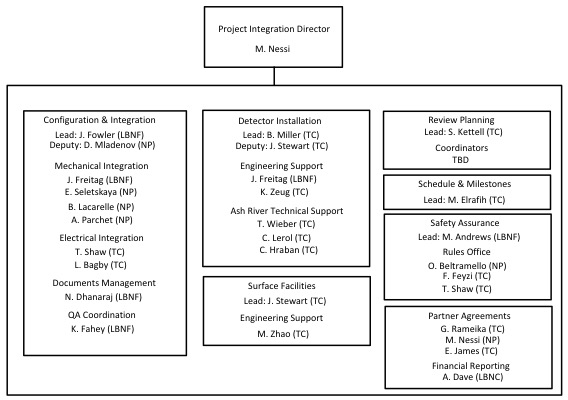 Project Integration Director
M. Nessi
Configuration & Integration
Lead: J. Fowler (LBNF)
Deputy: D. Mladenov (NP)
Mechanical Integration
J. Freitag (LBNF)
E. Seletskaya (NP)
B. Lacarelle (NP)
A. Parchet (NP)
Electrical Integration
T. Shaw (TC)
L. Bagby (TC)
Documents Management
N. Dhanaraj (LBNF)
QA Coordination
K. Fahey (LBNF)
Detector Installation
Lead: B. Miller (TC)
Deputy: J. Stewart (TC)
Engineering Support
J. Freitag (LBNF)
K. Zeug (TC)
Ash River Technical Support
T. Wieber (TC)
C. Lerol (TC)
C. Hraban (TC)
Surface Facilities
Lead: J. Stewart (TC)
Engineering Support
M. Zhao (TC)
Review Planning
Lead: S. Kettell (TC)
Coordinators
TBD
Schedule & Milestones
Lead: M. Elrafih (TC)
Safety Assurance
Lead: M. Andrews (LBNF)
Rules Office
O. Beltramello (NP)
F. Feyzi (TC)
T. Shaw (TC)
Partner Agreements
G. Rameika (TC)
M. Nessi (NP)
E. James (TC)
Financial Reporting
A. Dave (LBNC)